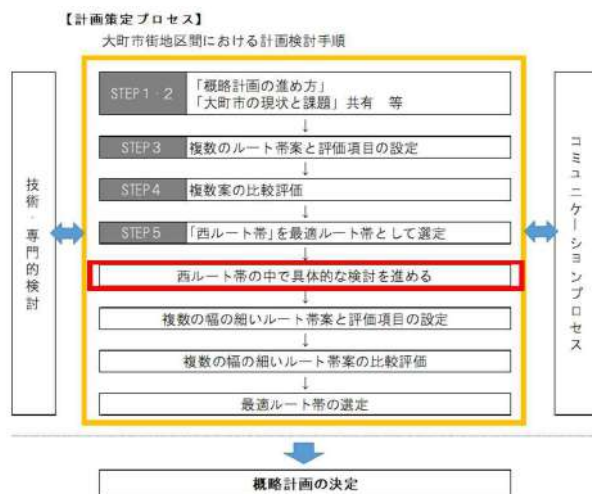 【計画策定プロセス】
大町市街地区間における計画検討手順
技術・専門的検討
STEP1・2
「概略計画の進め方」
「大町市の現状と課題」共有 等
↓
STEP3 複数のルート帯案と評価項目の設定
↓
STEP4 複数案の比較評価
↓
STEP5 「西ルート帯」を最適ルート帯として選定
↓
西ルート帯の中で具体的な検討を進める
↓
複数の幅の細いルート帯案と評価項目の設定
↓
複数の幅の細いルート帯案の比較評価
↓
最適ルート帯の選定
コミュニケーションプロセス
概略計画の決定